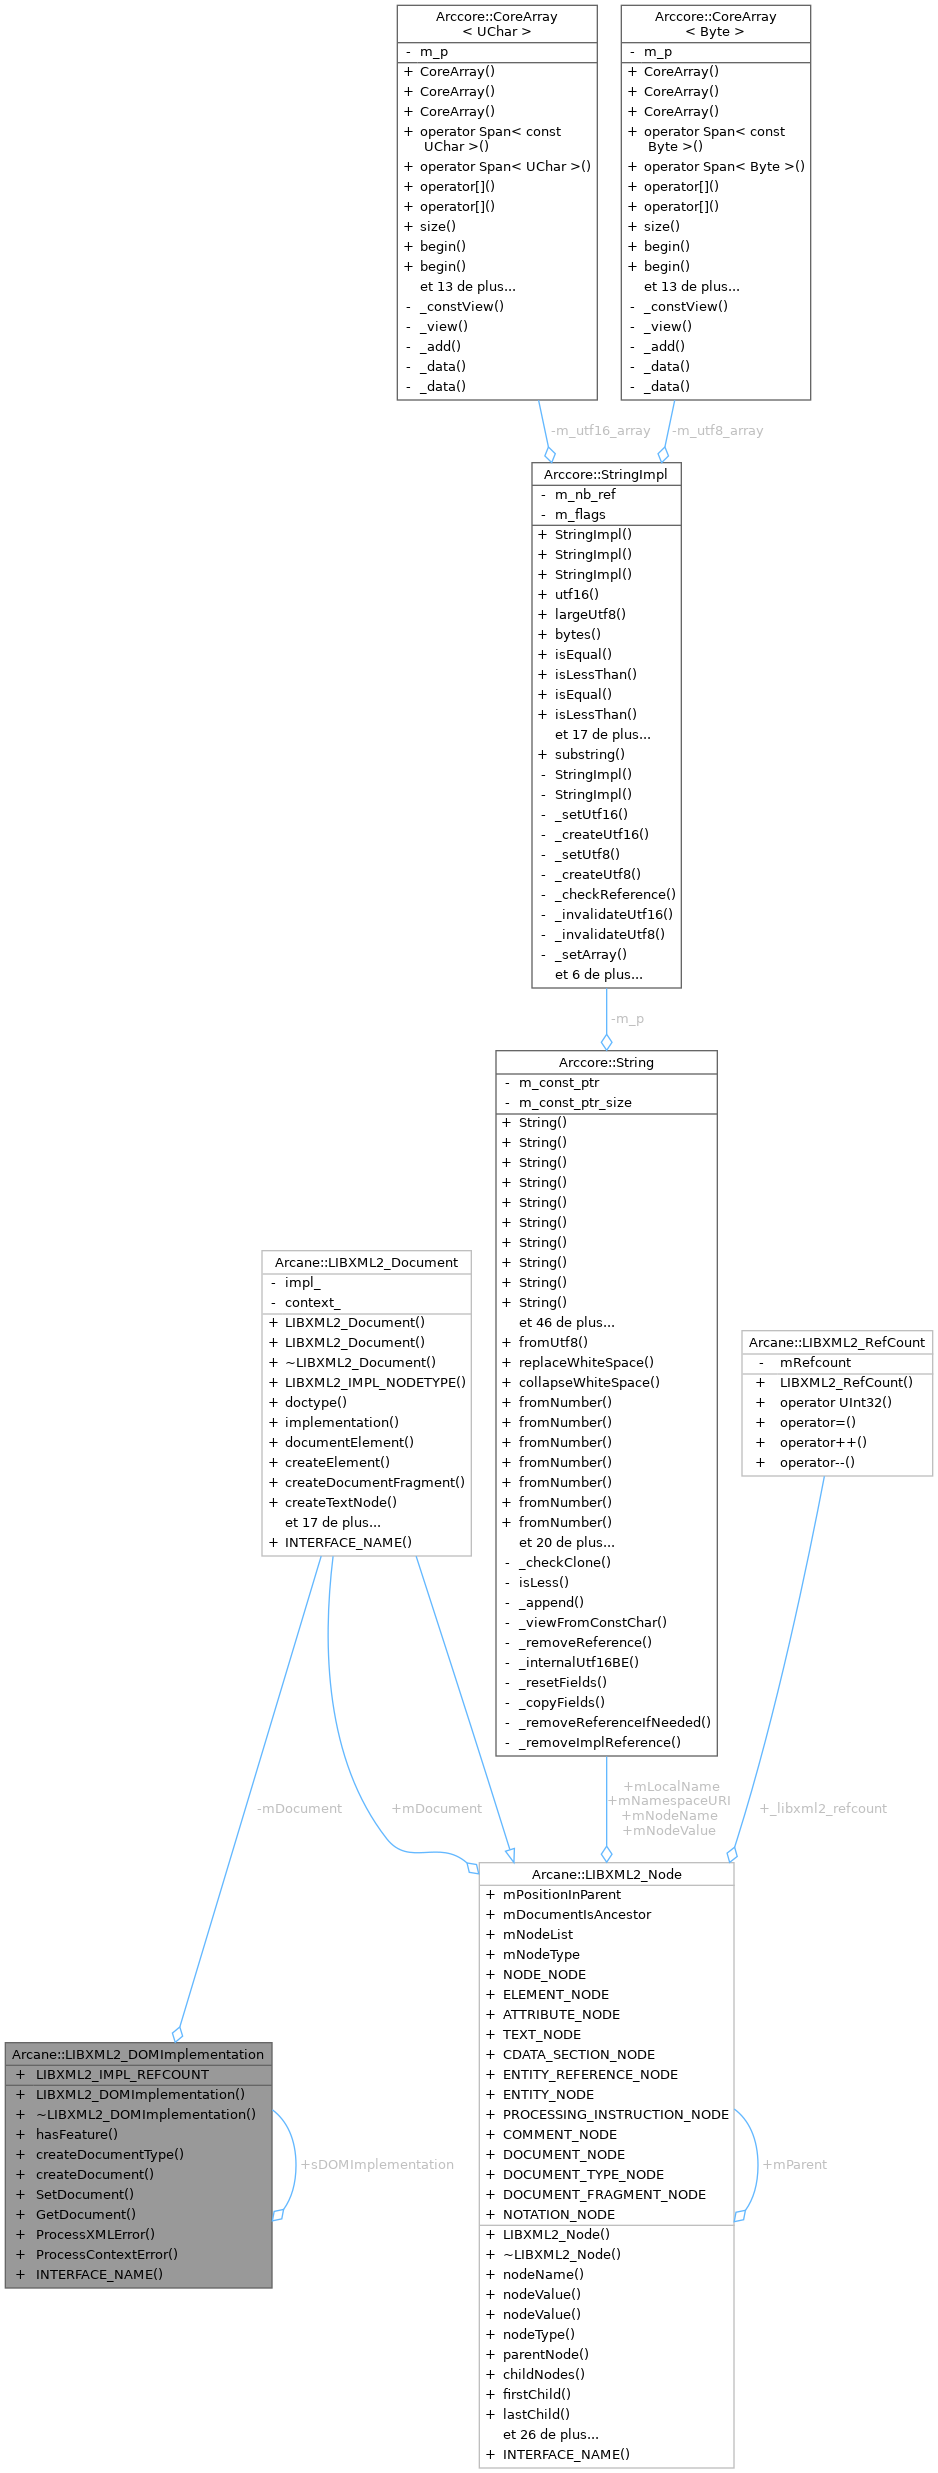 Arccore::CoreArray
< UChar >
- m_p
+ CoreArray()
+ CoreArray()
+ CoreArray()
+ operator Span< const
UChar >()
+ operator Span< UChar >()
+ operator[]()
+ operator[]()
+ size()
+ begin()
+ begin()
et 13 de plus...
- _constView()
- _view()
- _add()
- _data()
- _data()
Arccore::CoreArray
< Byte >
- m_p
+ CoreArray()
+ CoreArray()
+ CoreArray()
+ operator Span< const
Byte >()
+ operator Span< Byte >()
+ operator[]()
+ operator[]()
+ size()
+ begin()
+ begin()
et 13 de plus...
- _constView()
- _view()
- _add()
- _data()
- _data()
-m_utf16_array
-m_utf8_array
Arccore::StringImpl
- m_nb_ref
- m_flags
+ StringImpl()
+ StringImpl()
+ StringImpl()
+ utf16()
+ largeUtf8()
+ bytes()
+ isEqual()
+ isLessThan()
+ isEqual()
+ isLessThan()
et 17 de plus...
+ substring()
- StringImpl()
- StringImpl()
- _setUtf16()
- _createUtf16()
- _setUtf8()
- _createUtf8()
- _checkReference()
- _invalidateUtf16()
- _invalidateUtf8()
- _setArray()
et 6 de plus...
-m_p
Arccore::String
- m_const_ptr
- m_const_ptr_size
+ String()
+ String()
+ String()
+ String()
+ String()
+ String()
+ String()
+ String()
+ String()
+ String()
et 46 de plus...
+ fromUtf8()
+ replaceWhiteSpace()
+ collapseWhiteSpace()
+ fromNumber()
+ fromNumber()
+ fromNumber()
+ fromNumber()
+ fromNumber()
+ fromNumber()
+ fromNumber()
et 20 de plus...
- _checkClone()
- isLess()
- _append()
- _viewFromConstChar()
- _removeReference()
- _internalUtf16BE()
- _resetFields()
- _copyFields()
- _removeReferenceIfNeeded()
- _removeImplReference()
Arcane::LIBXML2_Document
- impl_
- context_
+ LIBXML2_Document()
+ LIBXML2_Document()
+ ~LIBXML2_Document()
+ LIBXML2_IMPL_NODETYPE()
+ doctype()
+ implementation()
+ documentElement()
+ createElement()
+ createDocumentFragment()
+ createTextNode()
et 17 de plus...
+ INTERFACE_NAME()
Arcane::LIBXML2_RefCount
- mRefcount
+ LIBXML2_RefCount()
+ operator UInt32()
+ operator=()
+ operator++()
+ operator--()
-mDocument
+mDocument
+mLocalName
+mNamespaceURI
+mNodeName
+mNodeValue
+_libxml2_refcount
Arcane::LIBXML2_Node
+ mPositionInParent
+ mDocumentIsAncestor
+ mNodeList
+ mNodeType
+ NODE_NODE
+ ELEMENT_NODE
+ ATTRIBUTE_NODE
+ TEXT_NODE
+ CDATA_SECTION_NODE
+ ENTITY_REFERENCE_NODE
+ ENTITY_NODE
+ PROCESSING_INSTRUCTION_NODE
+ COMMENT_NODE
+ DOCUMENT_NODE
+ DOCUMENT_TYPE_NODE
+ DOCUMENT_FRAGMENT_NODE
+ NOTATION_NODE
+ LIBXML2_Node()
+ ~LIBXML2_Node()
+ nodeName()
+ nodeValue()
+ nodeValue()
+ nodeType()
+ parentNode()
+ childNodes()
+ firstChild()
+ lastChild()
et 26 de plus...
+ INTERFACE_NAME()
+mParent
Arcane::LIBXML2_DOMImplementation
+ LIBXML2_IMPL_REFCOUNT
+ LIBXML2_DOMImplementation()
+ ~LIBXML2_DOMImplementation()
+ hasFeature()
+ createDocumentType()
+ createDocument()
+ SetDocument()
+ GetDocument()
+ ProcessXMLError()
+ ProcessContextError()
+ INTERFACE_NAME()
+sDOMImplementation